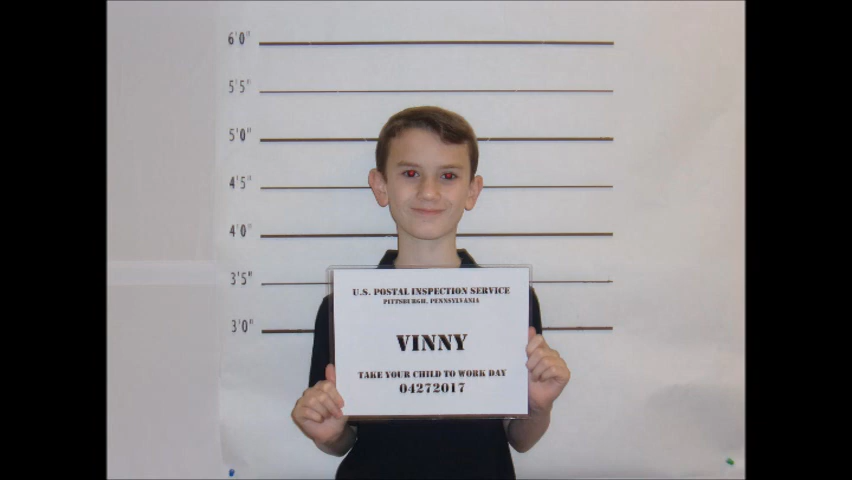 6'0"
5'5"
5'0"
4'5"
4'0"
3'5"
3'0"
U.S. POSTAL INSPECTION SERVICE
PITTSBURGH, PENNSYLVANIA
VINNY
TAKE YOUR CHILD TO WORK DAY
04272017